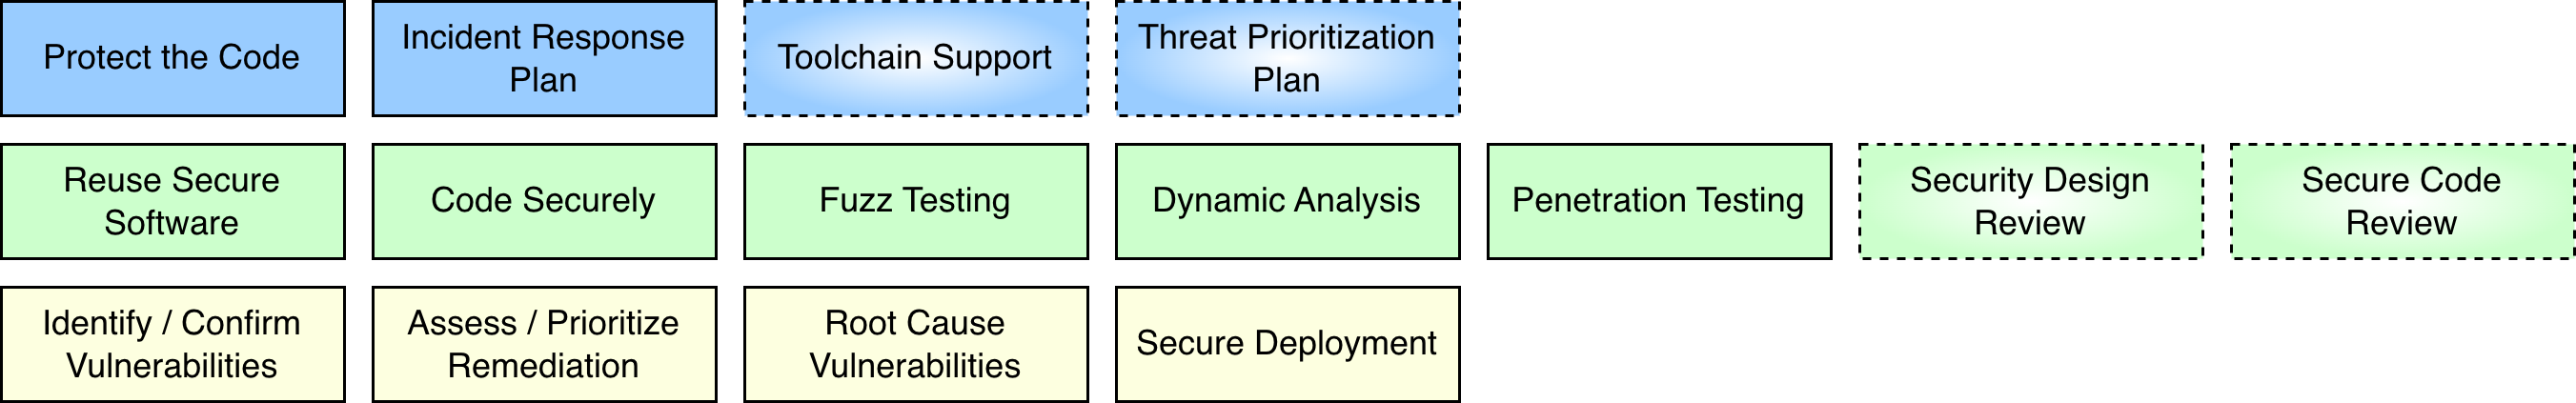 Protect the Code
Incident Response
Plan
Toolchain Support
Threat Prioritization
Plan
Reuse Secure
Software
Code Securely
Fuzz Testing
Dynamic Analysis
Penetration Testing
Security Design
Review
Secure Code
Review
Identify / Confirm
Vulnerabilities
Assess / Prioritize
Remediation
Root Cause
Vulnerabilities
Secure Deployment